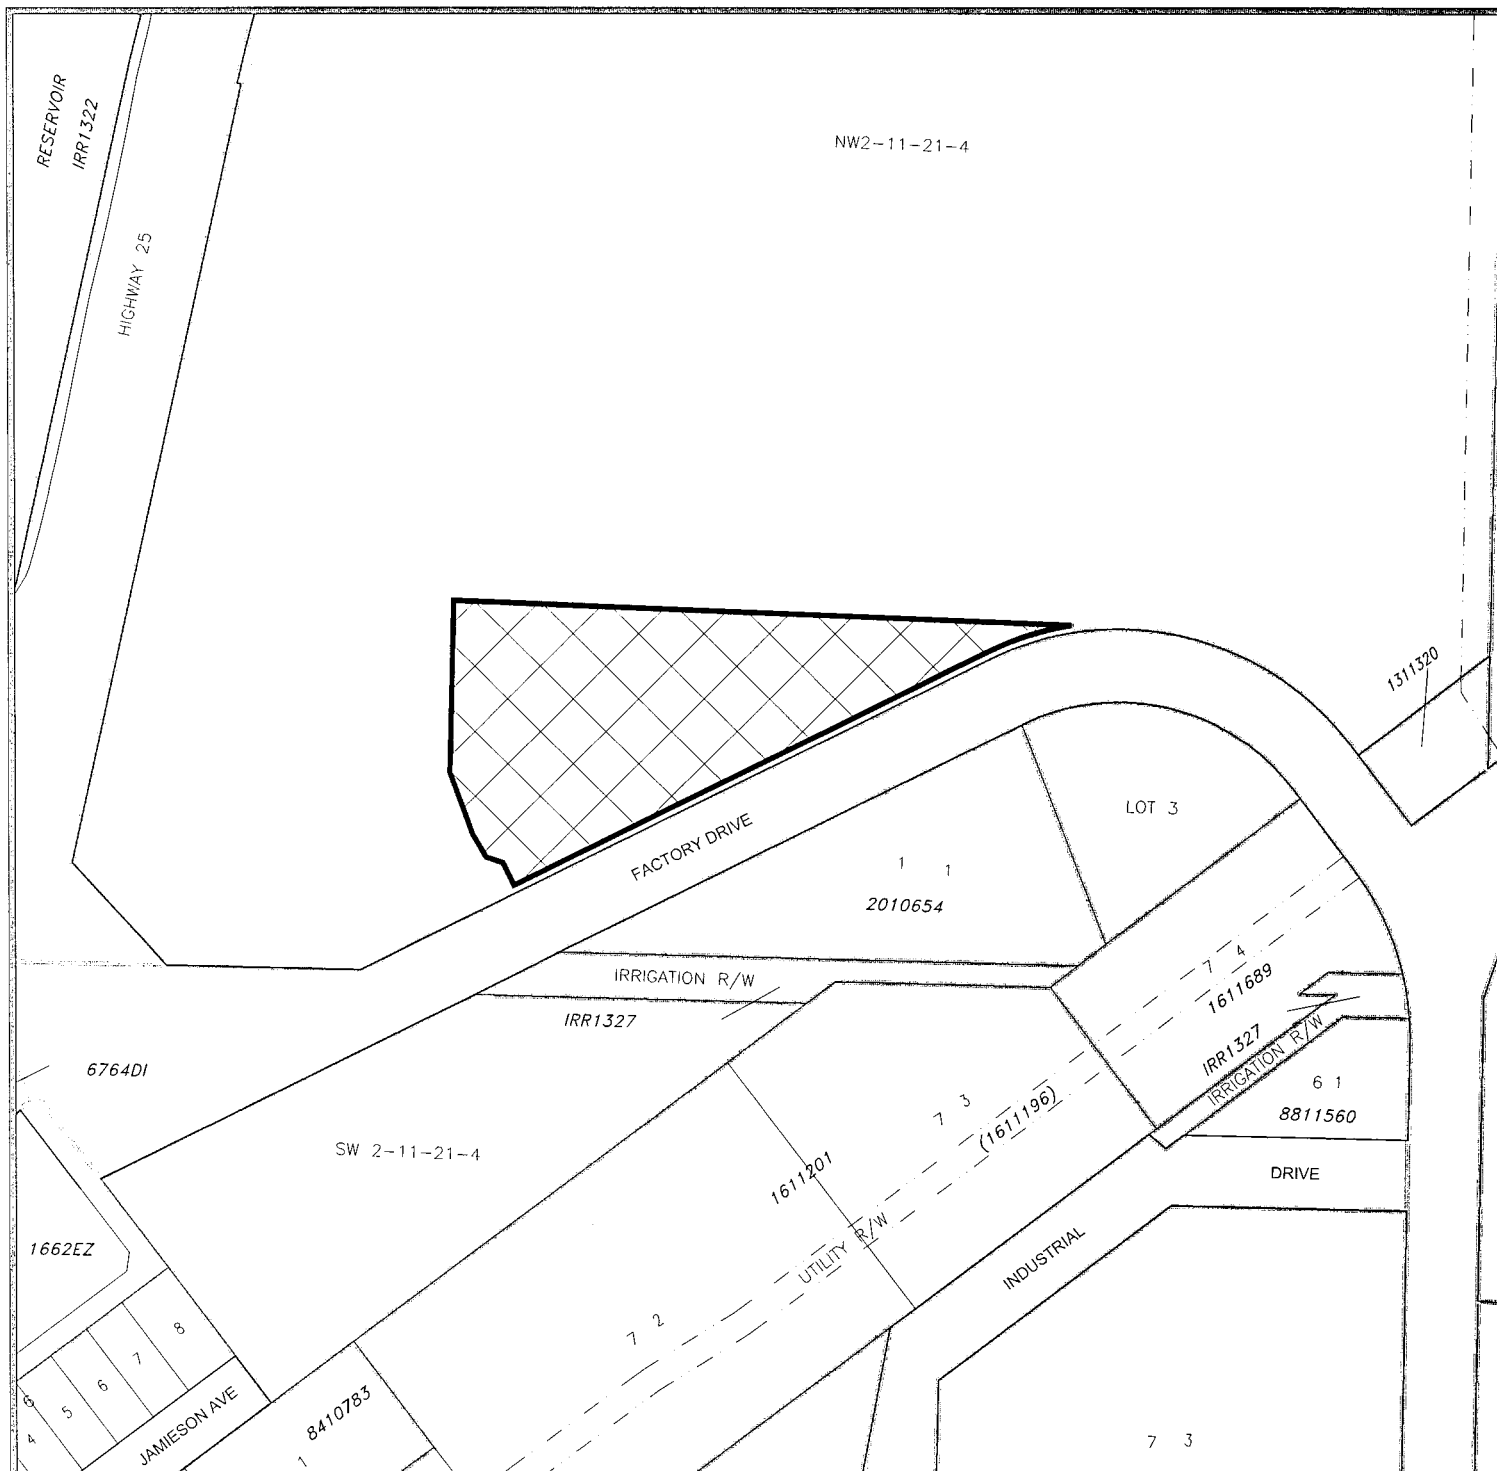 RESERVOIR
IRR1322
NW2-11-21-4
HIGHWAY 25
1311320
LOT 3
FACTORY DRIVE
1 1
2010654
IRRIGATION R/W
IRR1327
7 4
1611689
IRR1327
IRRIGATION R/W
6764DI
6 1
8811560
7 3
(1611196)
SW 2-11-21-4
1611201
DRIVE
UTILITY R/W
INDUSTRIAL
1662EZ
7 2
8
7
6
5
6
4
JAMIESON AVE
8410783
1
7 3